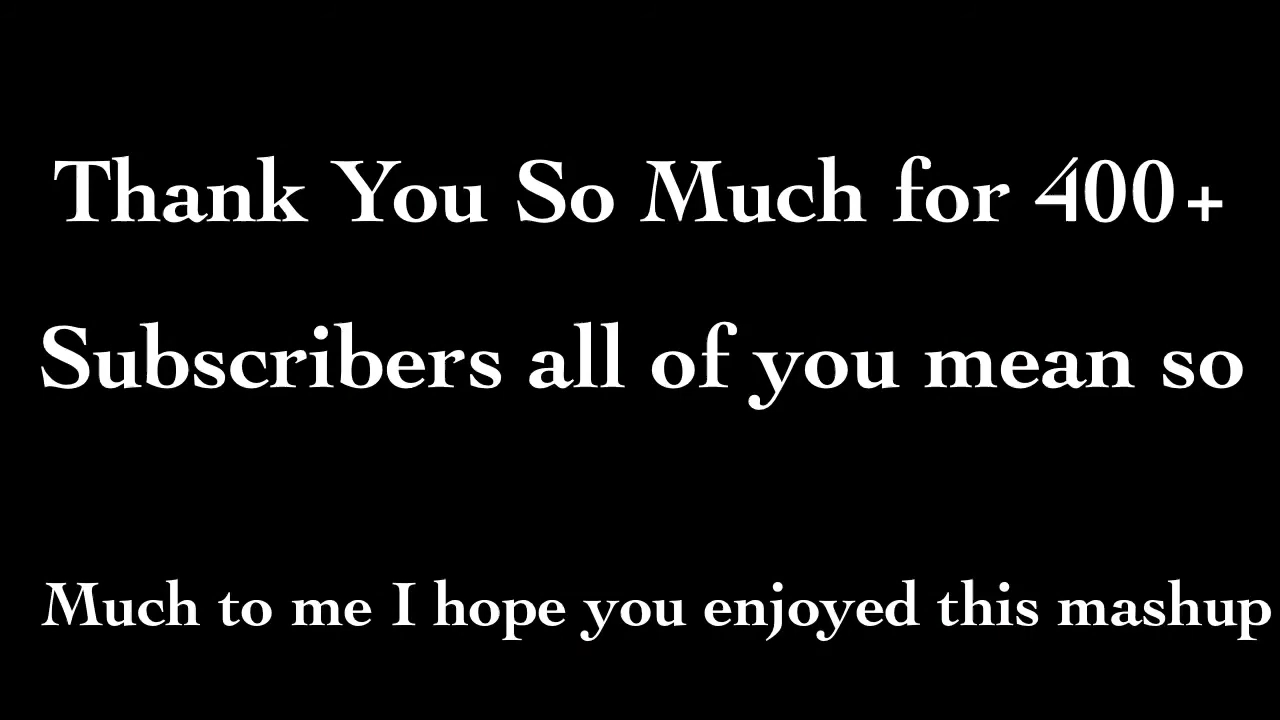 Thank You So Much for 400+
Subscribers all of you mean so
Much to me I hope you enjoyed this mashup